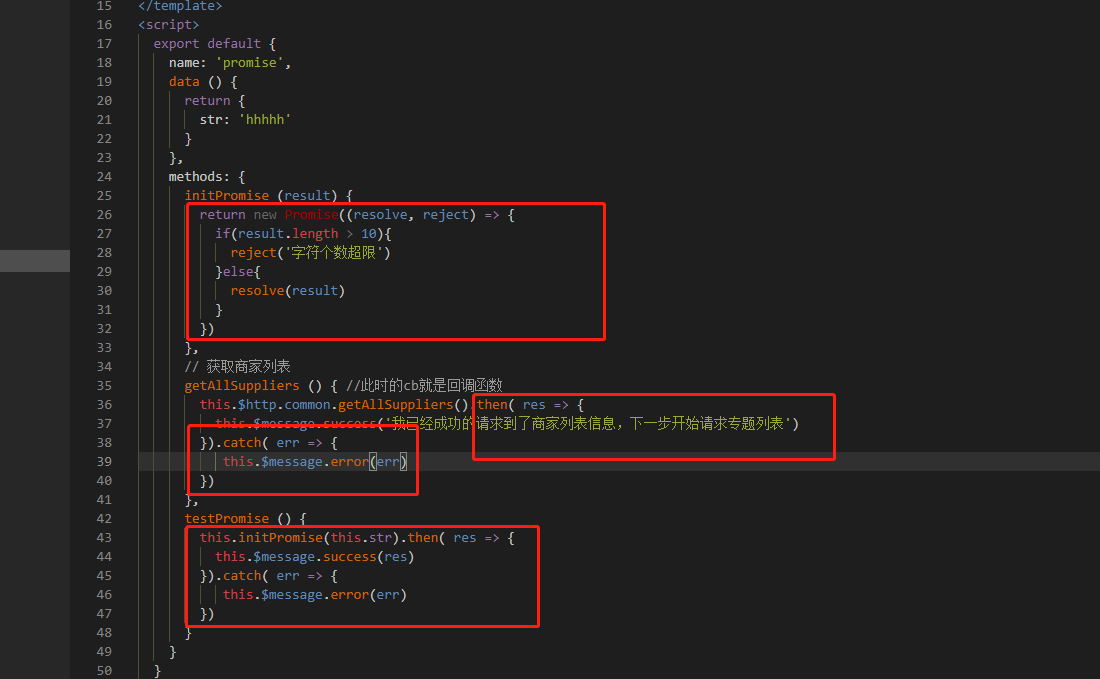 15 </template>
16 <script>
17 export default {
18 name: 'promise',
19 data () {
20 return {
21 str: 'hhhhh'
22 }
23 },
24 methods: {
25 initPromise (result) {
26 return new Promise((resolve, reject) => {
27 if(result.length > 10){
28 reject('字符个数超限')
29 }else{
30 resolve(result)
31 }
32 })
33 },
34 // 获取商家列表
35 getAllSuppliers () { //此时的cb就是回调函数
36 this.$http.common.getAllSuppliers().then( res => {
37 this.$message.success('我已经成功的请求到了商家列表信息，下一步开始请求专题列表')
38 }).catch( err => {
39 this.$message.error(err)
40 })
41 },
42 testPromise () {
43 this.initPromise(this.str).then( res => {
44 this.$message.success(res)
45 }).catch( err => {
46 this.$message.error(err)
47 })
48 }
49 }
50 }